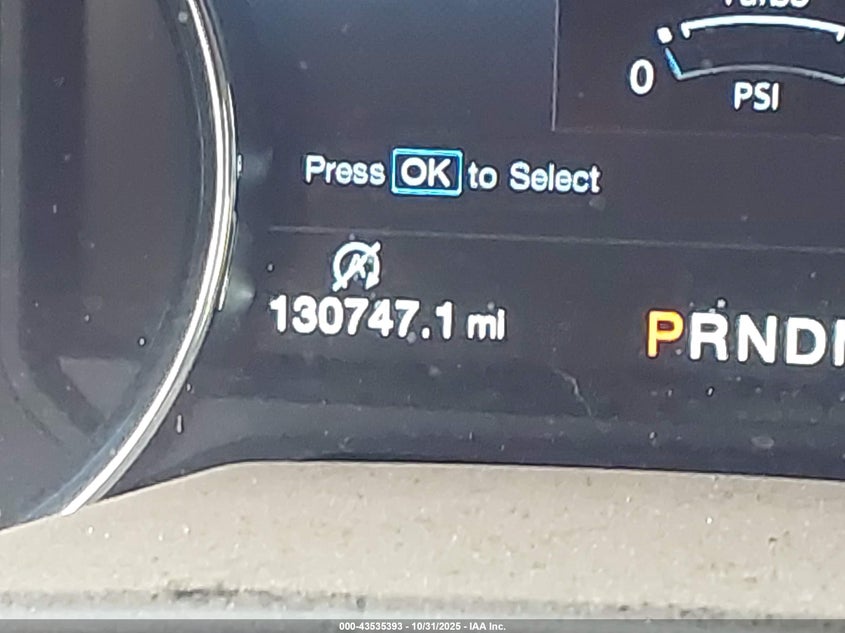 Turbo
0
PSI
Press OK to Select
130747.1 mi
PRND
000-43535393 - 10/31/2025 - IAA Inc.